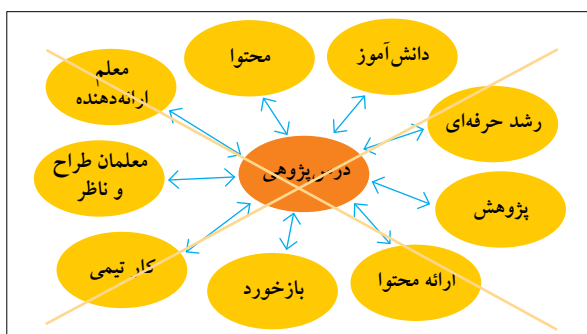 دانش‌آموز
محتوا
معلم
ارائه‌دهنده
رشد حرفه‌ای
درس‌پژوهی
معلمان طراح
و ناظر
پژوهش
کار تیمی
بازخورد
ارائه محتوا